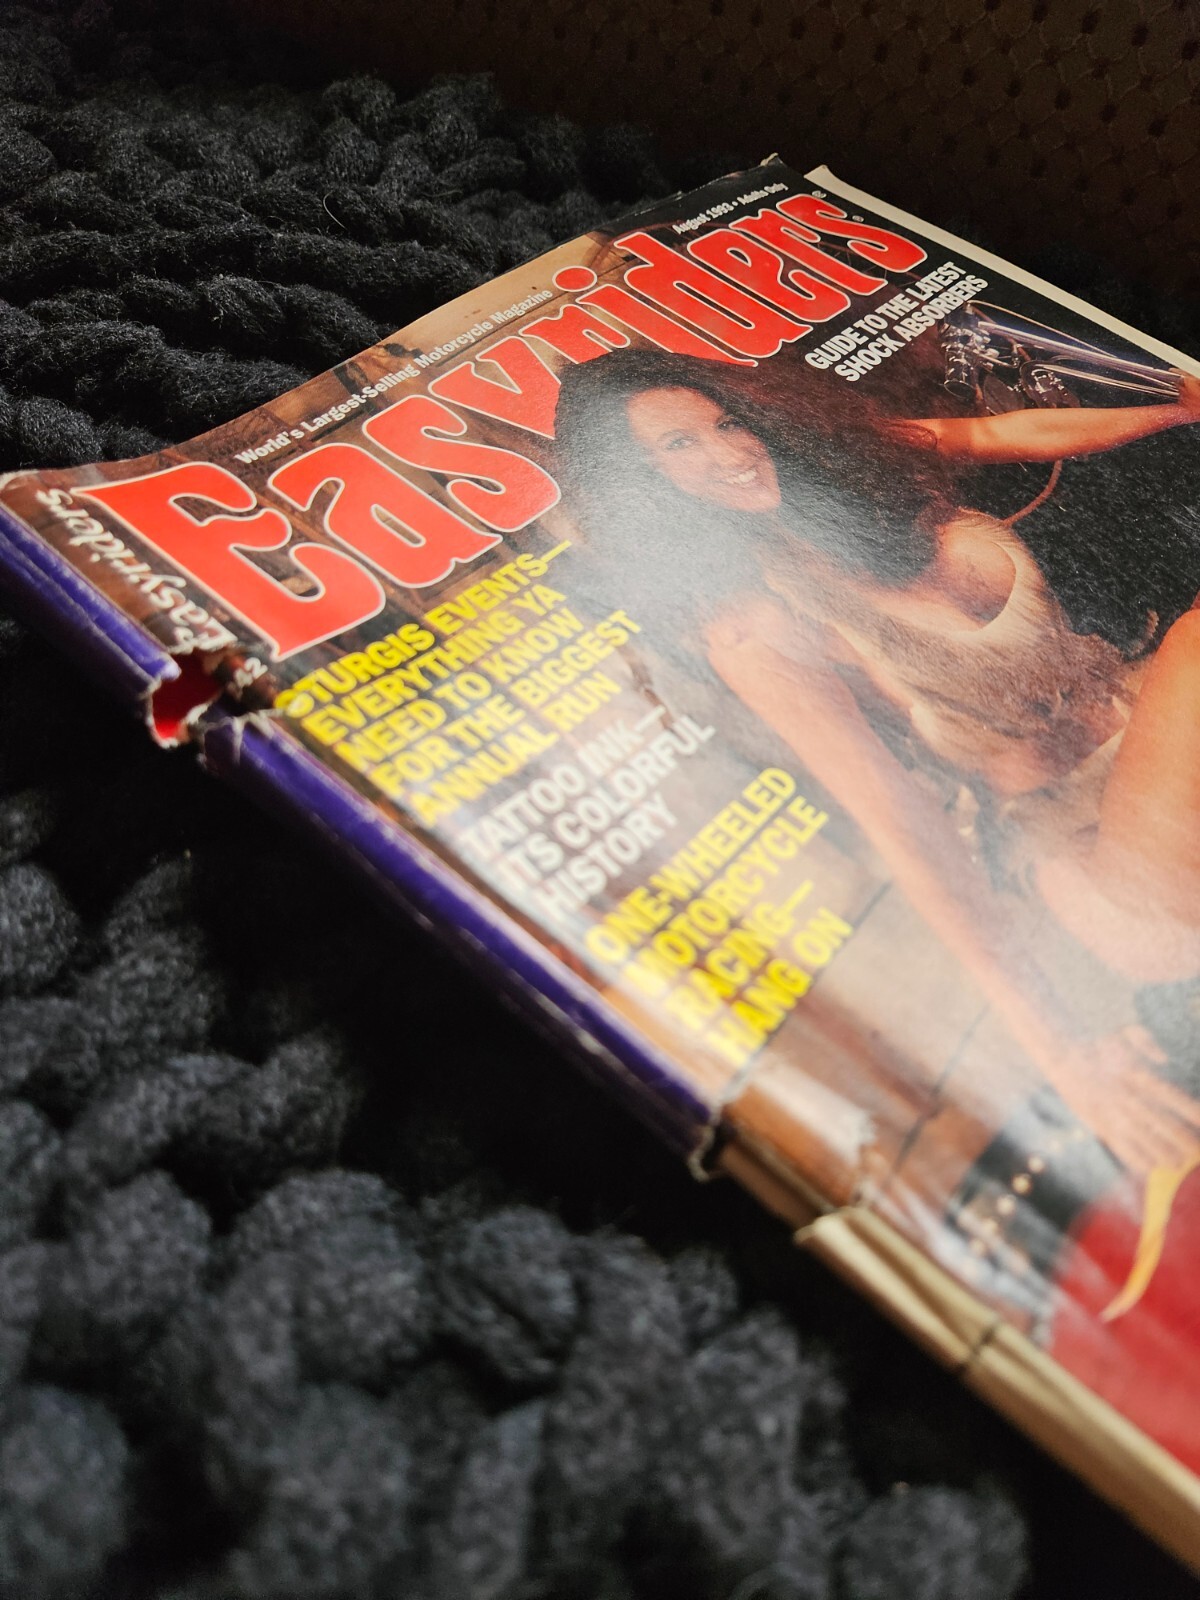 August 1993 • Adults Only
World's Largest-Selling Motorcycle Magazine
Easyriders®
GUIDE TO THE LATEST
SHOCK ABSORBERS
Easyriders
242
STURGIS EVENTS—
EVERYTHING YA
NEED TO KNOW
FOR THE BIGGEST
ANNUAL RUN
TATTOO INK—
ITS COLORFUL
HISTORY
ONE-WHEELED
MOTORCYCLE
RACING—
HANG ON